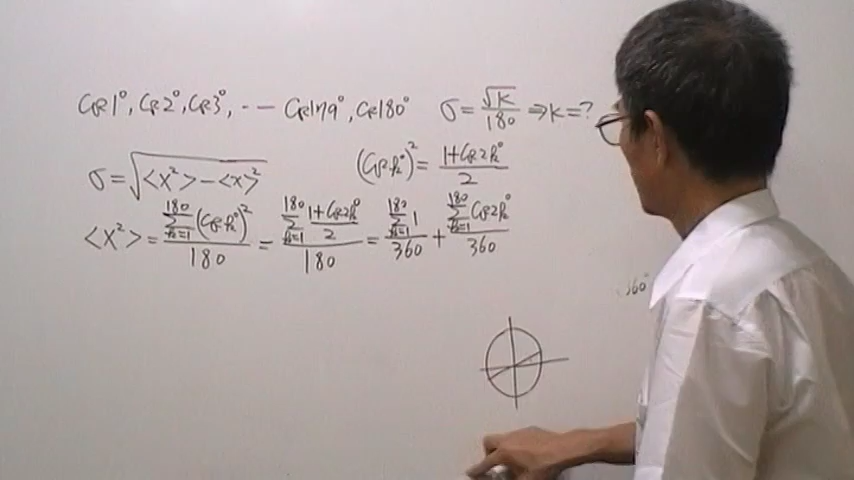 cos1°, cos2°, cos3°, ·-- cos179°, cos180° σ = √K/180 ⇒ K = ?
σ = √(<x²> - <x>²) (cos k°)² = (1+cos2k°)/2
<x²> = Σ_{k=1}^{180} (cos k°)² / 180 = Σ_{k=1}^{180} (1+cos2k°)/2 / 180 = Σ_{k=1}^{180} 1 / 360 + Σ_{k=1}^{180} cos2k° / 360
360°